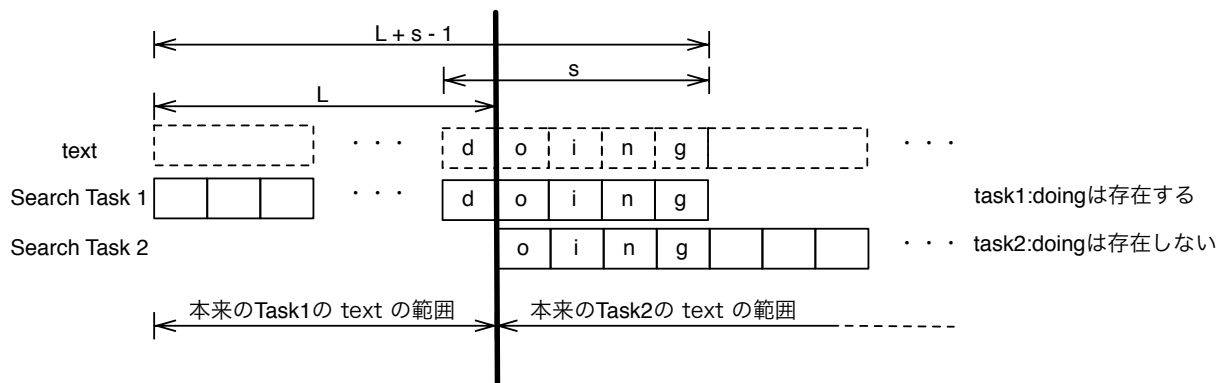 L + s - 1
s
L
text ・・・ d o i n g ・・・
Search Task 1 ・・・ d o i n g task1:doingは存在する
Search Task 2 o i n g ・・・ task2:doingは存在しない
本来のTask1の text の範囲 本来のTask2の text の範囲